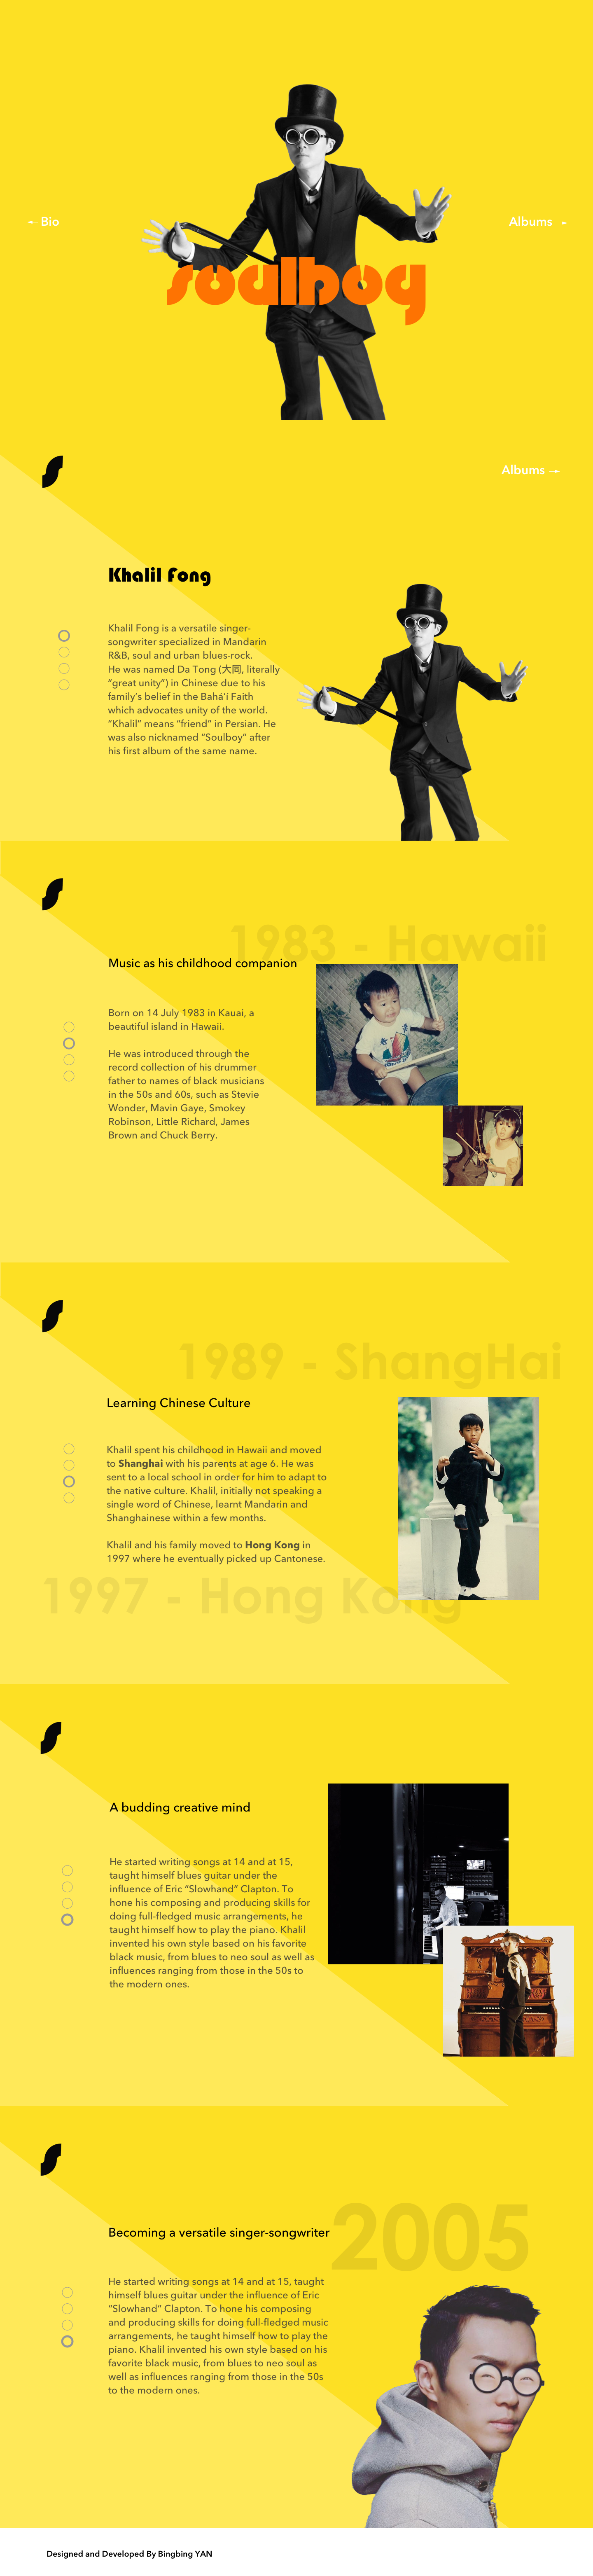 ← Bio
Albums →
soulboy
Albums →
Khalil Fong
Khalil Fong is a versatile singer-
songwriter specialized in Mandarin
R&B, soul and urban blues-rock.
He was named Da Tong (大同, literally
“great unity”) in Chinese due to his
family’s belief in the Bahá’í Faith
which advocates unity of the world.
“Khalil” means “friend” in Persian. He
was also nicknamed “Soulboy” after
his first album of the same name.
1983 - Hawaii
Music as his childhood companion
Born on 14 July 1983 in Kauai, a
beautiful island in Hawaii.
He was introduced through the
record collection of his drummer
father to names of black musicians
in the 50s and 60s, such as Stevie
Wonder, Mavin Gaye, Smokey
Robinson, Little Richard, James
Brown and Chuck Berry.
1989 - ShangHai
Learning Chinese Culture
Khalil spent his childhood in Hawaii and moved
to Shanghai with his parents at age 6. He was
sent to a local school in order for him to adapt to
the native culture. Khalil, initially not speaking a
single word of Chinese, learnt Mandarin and
Shanghainese within a few months.
Khalil and his family moved to Hong Kong in
1997 where he eventually picked up Cantonese.
1997 - Hong Kong
A budding creative mind
He started writing songs at 14 and at 15,
taught himself blues guitar under the
influence of Eric “Slowhand” Clapton. To
hone his composing and producing skills for
doing full-fledged music arrangements, he
taught himself how to play the piano. Khalil
invented his own style based on his favorite
black music, from blues to neo soul as well as
influences ranging from those in the 50s to
the modern ones.
2005
Becoming a versatile singer-songwriter
He started writing songs at 14 and at 15, taught
himself blues guitar under the influence of Eric
“Slowhand” Clapton. To hone his composing
and producing skills for doing full-fledged music
arrangements, he taught himself how to play the
piano. Khalil invented his own style based on his
favorite black music, from blues to neo soul as
well as influences ranging from those in the 50s
to the modern ones.
Designed and Developed By Bingbing YAN